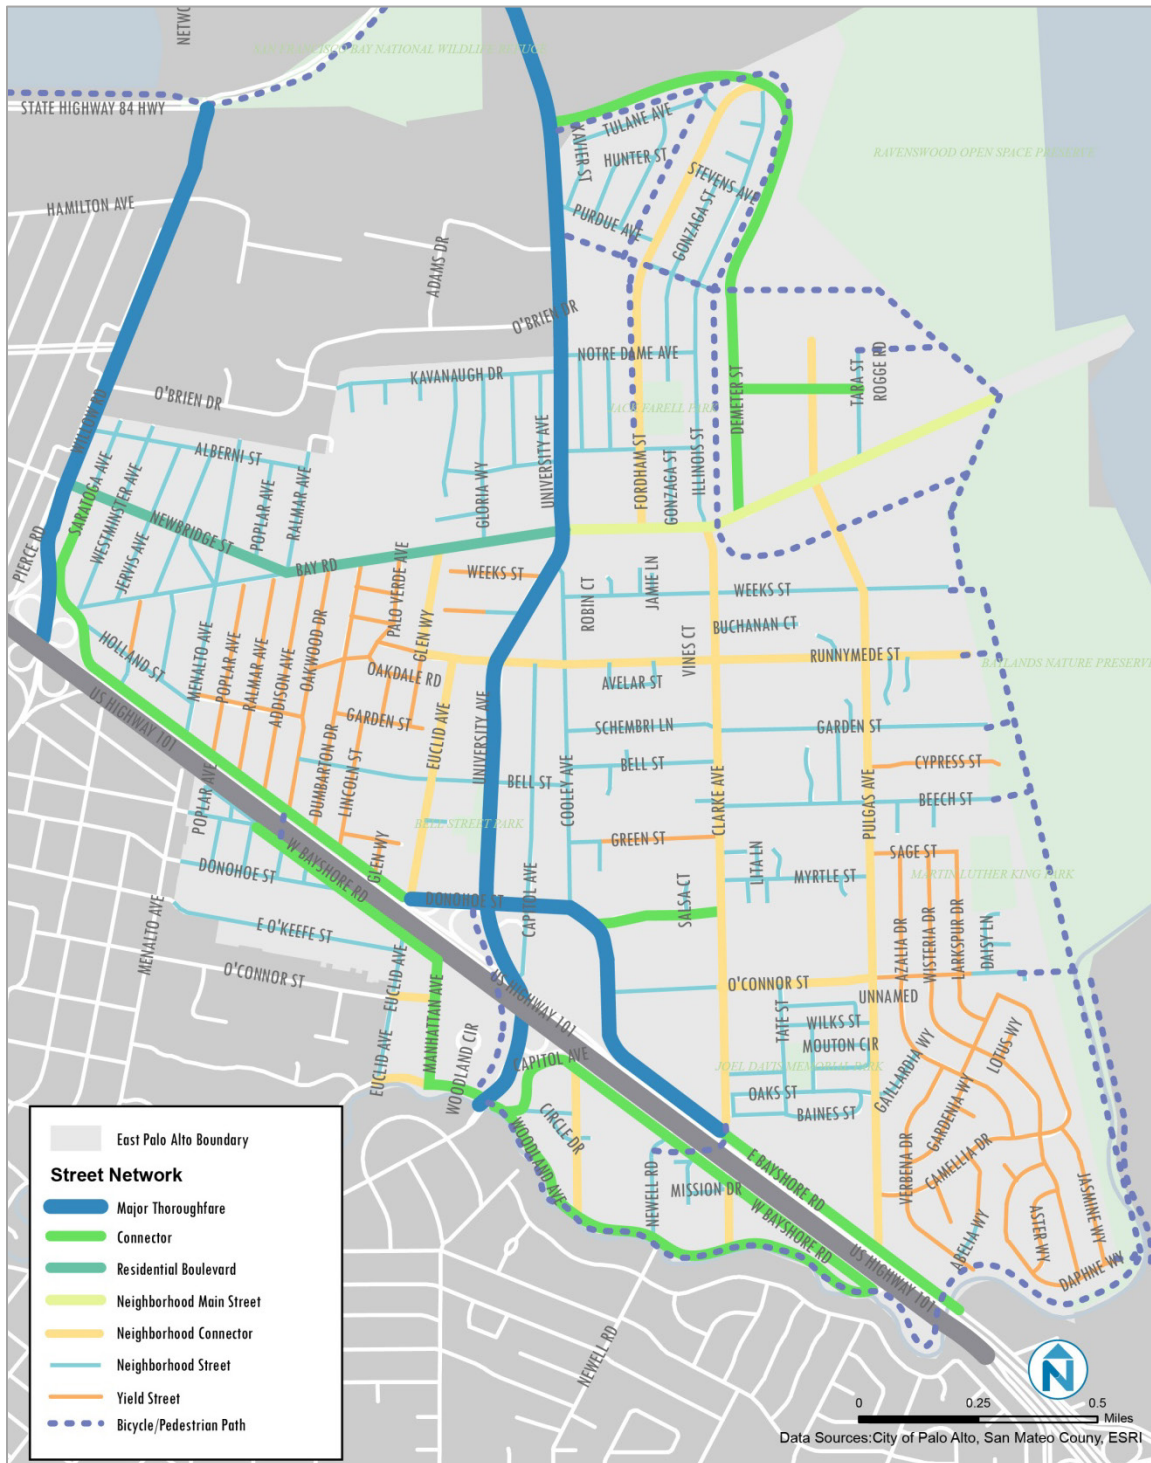 NETWO
SAN FRANCISCO BAY NATIONAL WILDLIFE REFUGE
STATE HIGHWAY 84 HWY
TULANE AVE
XAVIER ST
HUNTER ST
RAVENSWOOD OPEN SPACE PRESERVE
STEVENS AVE
HAMILTON AVE
PURDUE AVE
GONZAGA ST
ADAMS DR
O'BRIEN DR
NOTRE DAME AVE
KAVANAUGH DR
TARA ST
ROGGE RD
DEMETER ST
O'BRIEN DR
JACK FARELL PARK
WILLOW RD
UNIVERSITY AVE
ALBERNI ST
SARATOGA AVE
WESTMINSTER AVE
FORDHAM ST
GONZAGA ST
ILLINOIS ST
GLORIA WY
POPLAR AVE
RALMAR AVE
NEWBRIDGE ST
PIERCE RD
JERVIS AVE
BAY RD
PALO VERDE AVE
WEEKS ST
ROBIN CT
JAMIE LN
WEEKS ST
BUCHANAN CT
HOLLAND ST
MENALTO AVE
POPLAR AVE
RALMAR AVE
ADDISON AVE
OAKWOOD DR
GLEN WY
VINES CT
RUNNYMEDE ST
BAYLANDS NATURE PRESERVE
OAKDALE RD
AVELAR ST
US HIGHWAY 101
GARDEN ST
EUCLID AVE
UNIVERSITY AVE
SCHEMBRI LN
GARDEN ST
DUMBARTON DR
LINCOLN ST
BELL ST
COOLEY AVE
BELL ST
CYPRESS ST
POPLAR AVE
CLARKE AVE
PULGAS AVE
BEECH ST
BELL STREET PARK
GREEN ST
W BAYSHORE RD
GLEN WY
LITA LN
SAGE ST
DONOHOE ST
MYRTLE ST
MARTIN LUTHER KING PARK
DONOHOE ST
CAPITOL AVE
SALSA CT
MENALTO AVE
E O'KEEFE ST
AZALIA DR
WISTERIA DR
LARKSPUR DR
DAISY LN
O'CONNOR ST
EUCLID AVE
US HIGHWAY 101
O'CONNOR ST
UNNAMED
TATE ST
WILKS ST
MANHATTAN AVE
WOODLAND CIR
MOUTON CIR
LOTUS WY
EUCLID AVE
CAPITOL AVE
JOEL DAVIS MEMORIAL PARK
GAILLARDIA WY
OAKS ST
BAINES ST
GARDENIA WY
CIRCLE DR
WOODLAND AVE
E BAYSHORE RD
VERBENA DR
CAMELLIA DR
NEWELL RD
MISSION DR
W BAYSHORE RD
JASMINE WY
ASTER WY
ABELIA WY
US HIGHWAY 101
DAPHNE WY
NEWELL RD
East Palo Alto Boundary
Street Network
Major Thoroughfare
Connector
Residential Boulevard
Neighborhood Main Street
Neighborhood Connector
Neighborhood Street
Yield Street
Bicycle/Pedestrian Path
N
0 0.25 0.5
Miles
Data Sources:City of Palo Alto, San Mateo Couny, ESRI